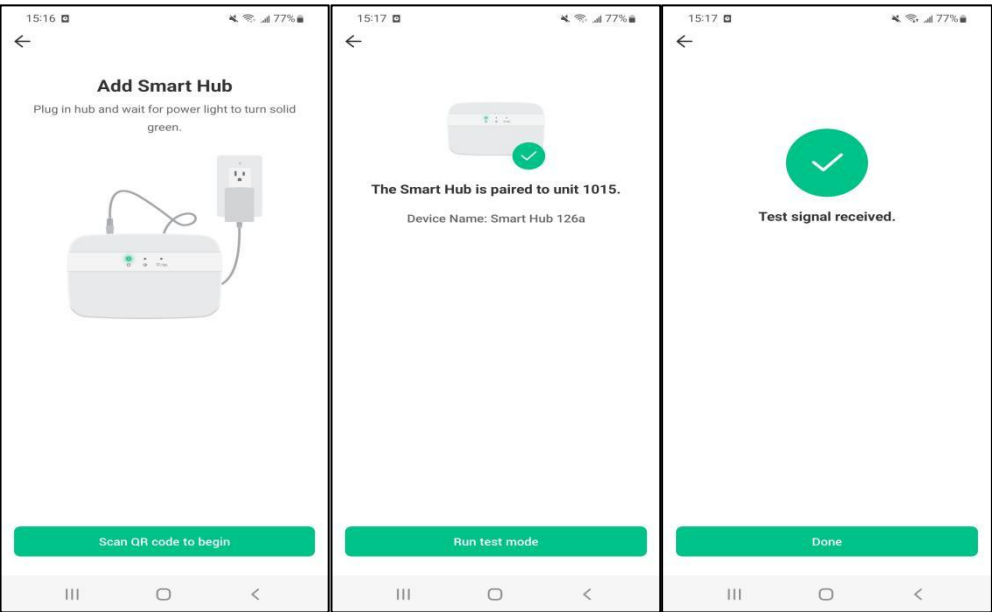 15:16
77%
Add Smart Hub
Plug in hub and wait for power light to turn solid
green.
Scan QR code to begin
15:17
77%
The Smart Hub is paired to unit 1015.
Device Name: Smart Hub 126a
Run test mode
15:17
77%
Test signal received.
Done